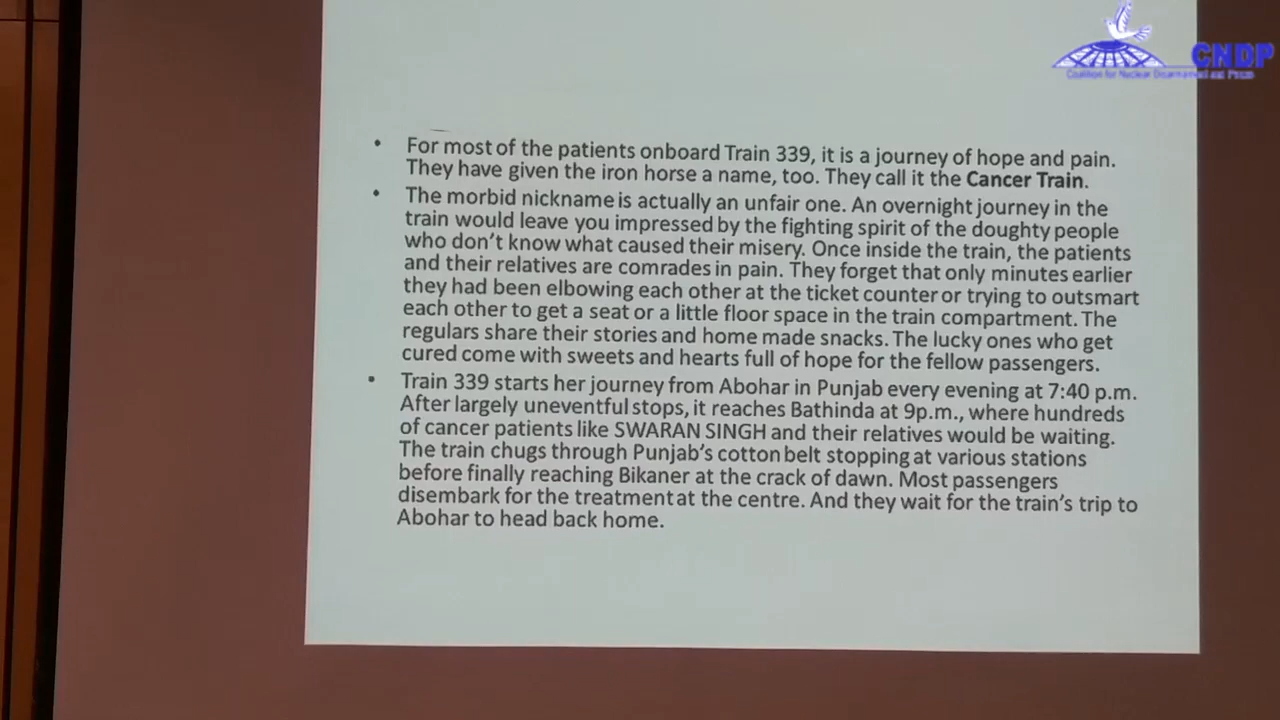 CNDP
Coalition for Nuclear Disarmament and Peace
• For most of the patients onboard Train 339, it is a journey of hope and pain.
They have given the iron horse a name, too. They call it the Cancer Train.
• The morbid nickname is actually an unfair one. An overnight journey in the
train would leave you impressed by the fighting spirit of the doughty people
who don't know what caused their misery. Once inside the train, the patients
and their relatives are comrades in pain. They forget that only minutes earlier
they had been elbowing each other at the ticket counter or trying to outsmart
each other to get a seat or a little floor space in the train compartment. The
regulars share their stories and home made snacks. The lucky ones who get
cured come with sweets and hearts full of hope for the fellow passengers.
• Train 339 starts her journey from Abohar in Punjab every evening at 7:40 p.m.
After largely uneventful stops, it reaches Bathinda at 9p.m., where hundreds
of cancer patients like SWARAN SINGH and their relatives would be waiting.
The train chugs through Punjab's cotton belt stopping at various stations
before finally reaching Bikaner at the crack of dawn. Most passengers
disembark for the treatment at the centre. And they wait for the train's trip to
Abohar to head back home.